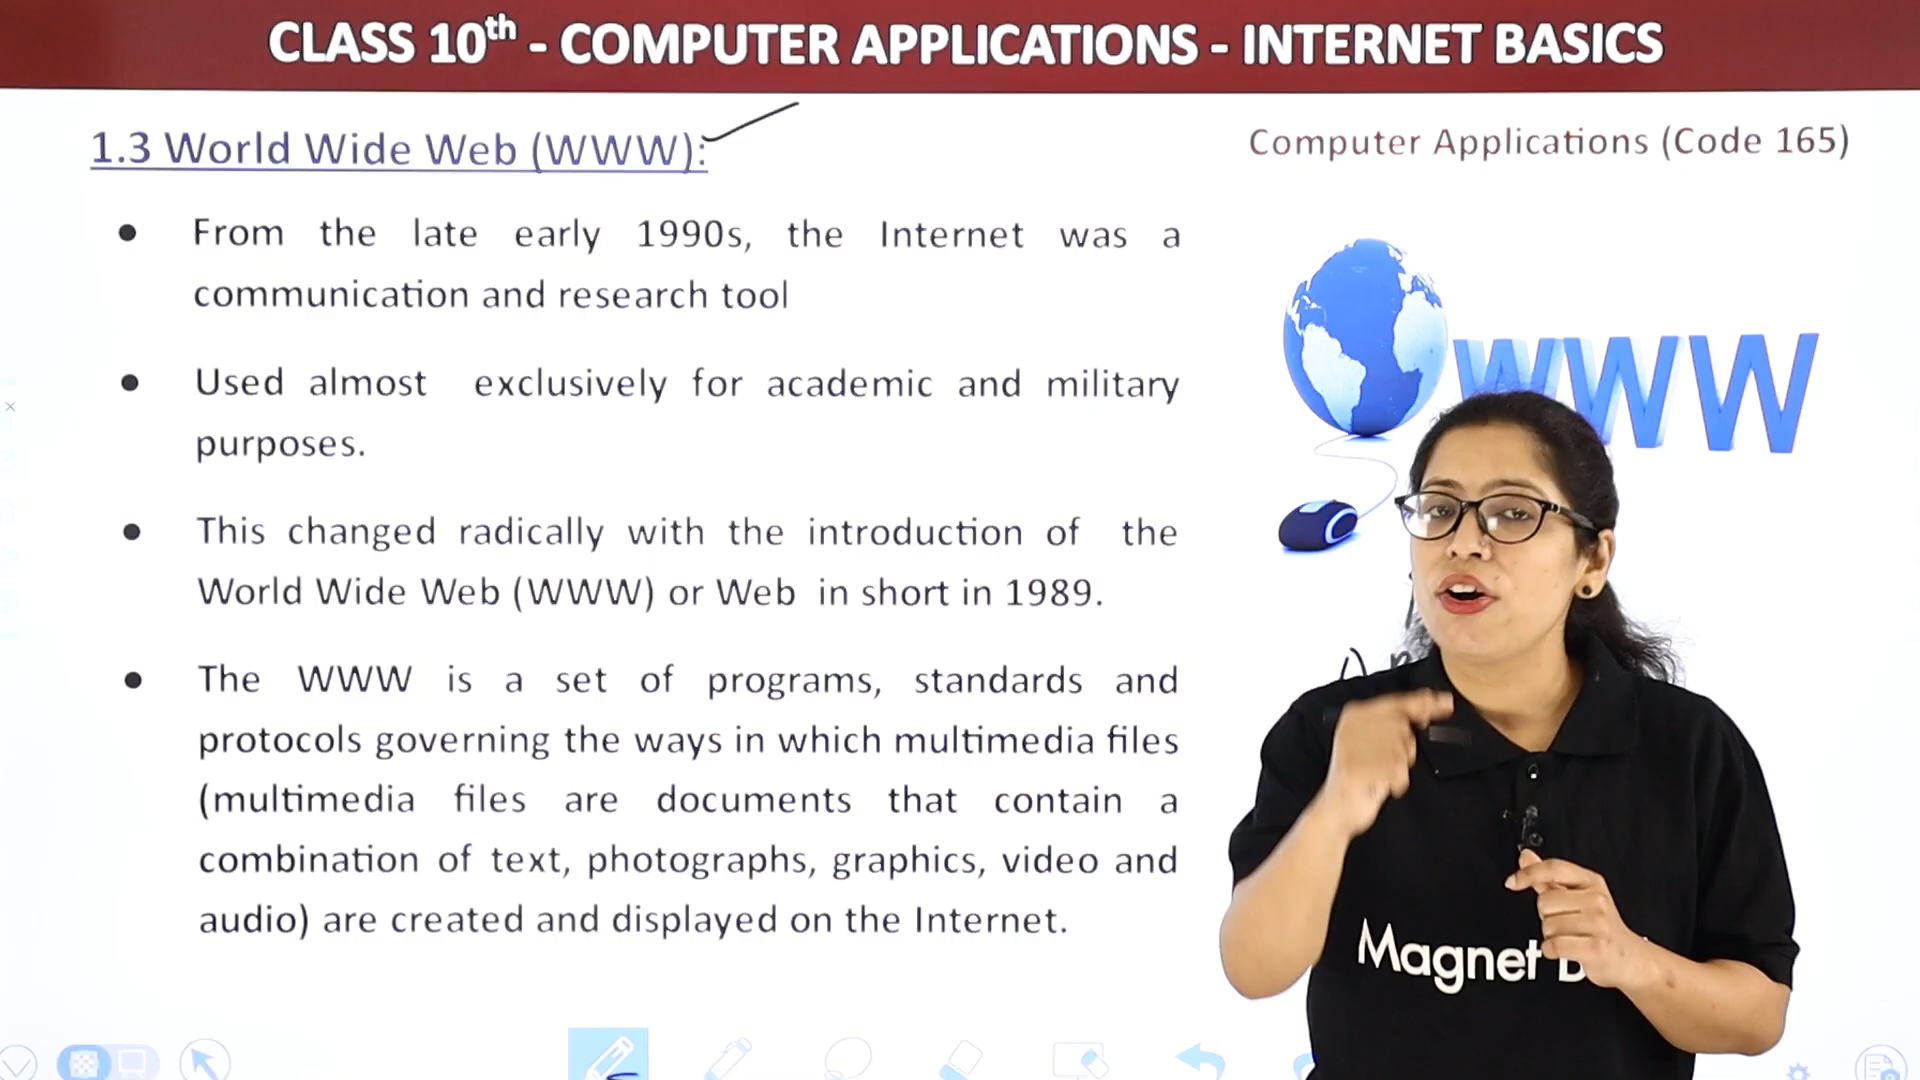 CLASS 10th - COMPUTER APPLICATIONS - INTERNET BASICS
1.3 World Wide Web (WWW):
Computer Applications (Code 165)
● From the late early 1990s, the Internet was a
communication and research tool
● Used almost exclusively for academic and military
purposes.
● This changed radically with the introduction of the
World Wide Web (WWW) or Web in short in 1989.
● The WWW is a set of programs, standards and
protocols governing the ways in which multimedia files
(multimedia files are documents that contain a
combination of text, photographs, graphics, video and
audio) are created and displayed on the Internet.
WWW
Magnet